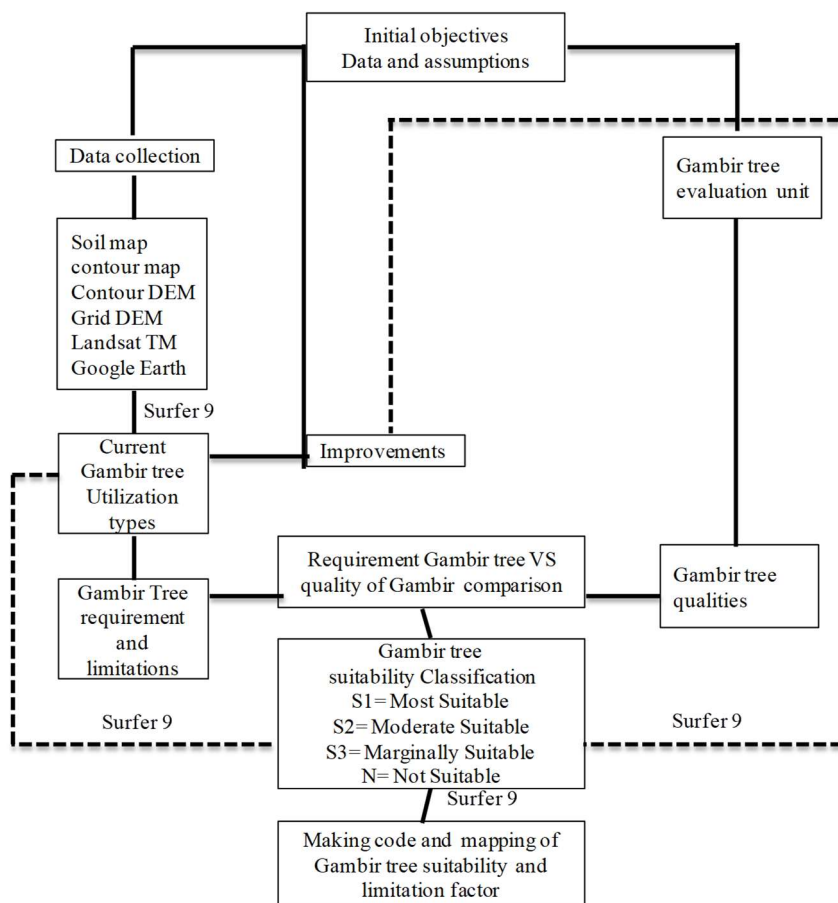 Initial objectives
Data and assumptions
Data collection
Gambir tree
evaluation unit
Soil map
contour map
Contour DEM
Grid DEM
Landsat TM
Google Earth
Surfer 9
Current
Gambir tree
Utilization
types
Improvements
Requirement Gambir tree VS
quality of Gambir comparison
Gambir tree
qualities
Gambir Tree
requirement
and
limitations
Gambir tree
suitability Classification
S1= Most Suitable
S2= Moderate Suitable
S3= Marginally Suitable
N= Not Suitable
Surfer 9
Surfer 9
Surfer 9
Making code and mapping of
Gambir tree suitability and
limitation factor